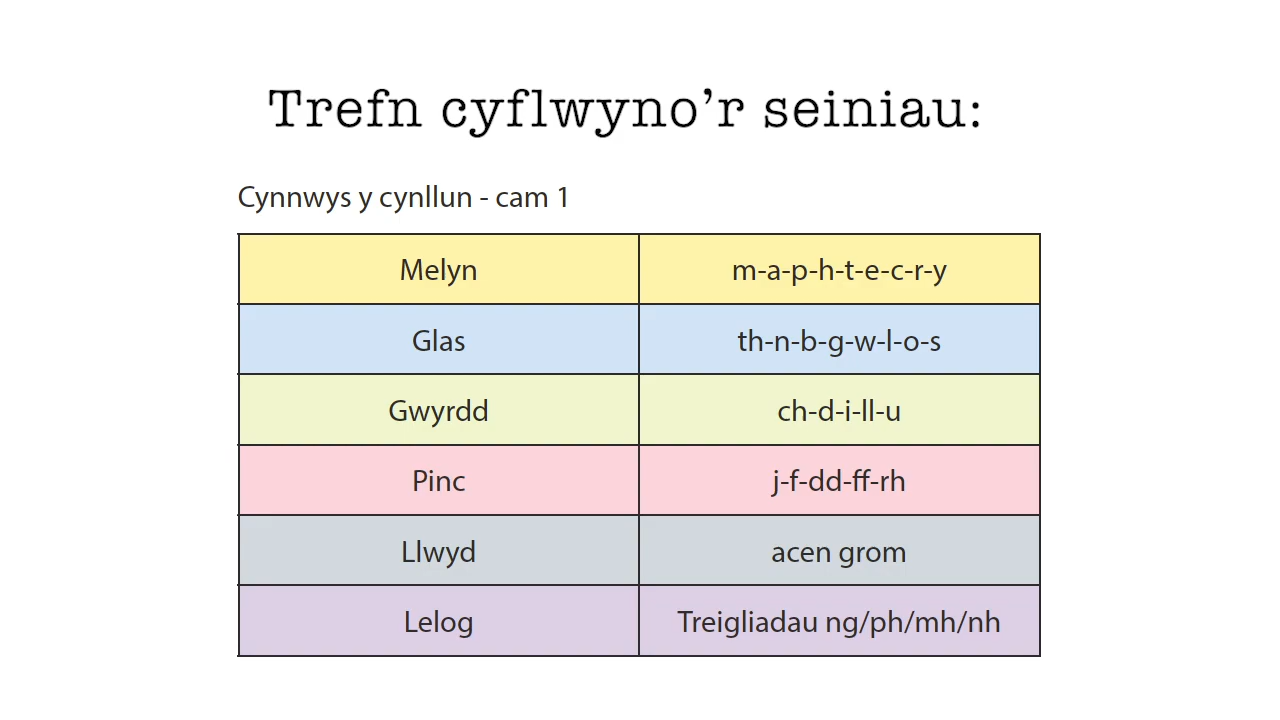 Trefn cyflwyno’r seiniau:
Cynnwys y cynllun - cam 1
Melyn m-a-p-h-t-e-c-r-y
Glas th-n-b-g-w-l-o-s
Gwyrdd ch-d-i-ll-u
Pinc j-f-dd-ff-rh
Llwyd acen grom
Lelog Treigliadau ng/ph/mh/nh